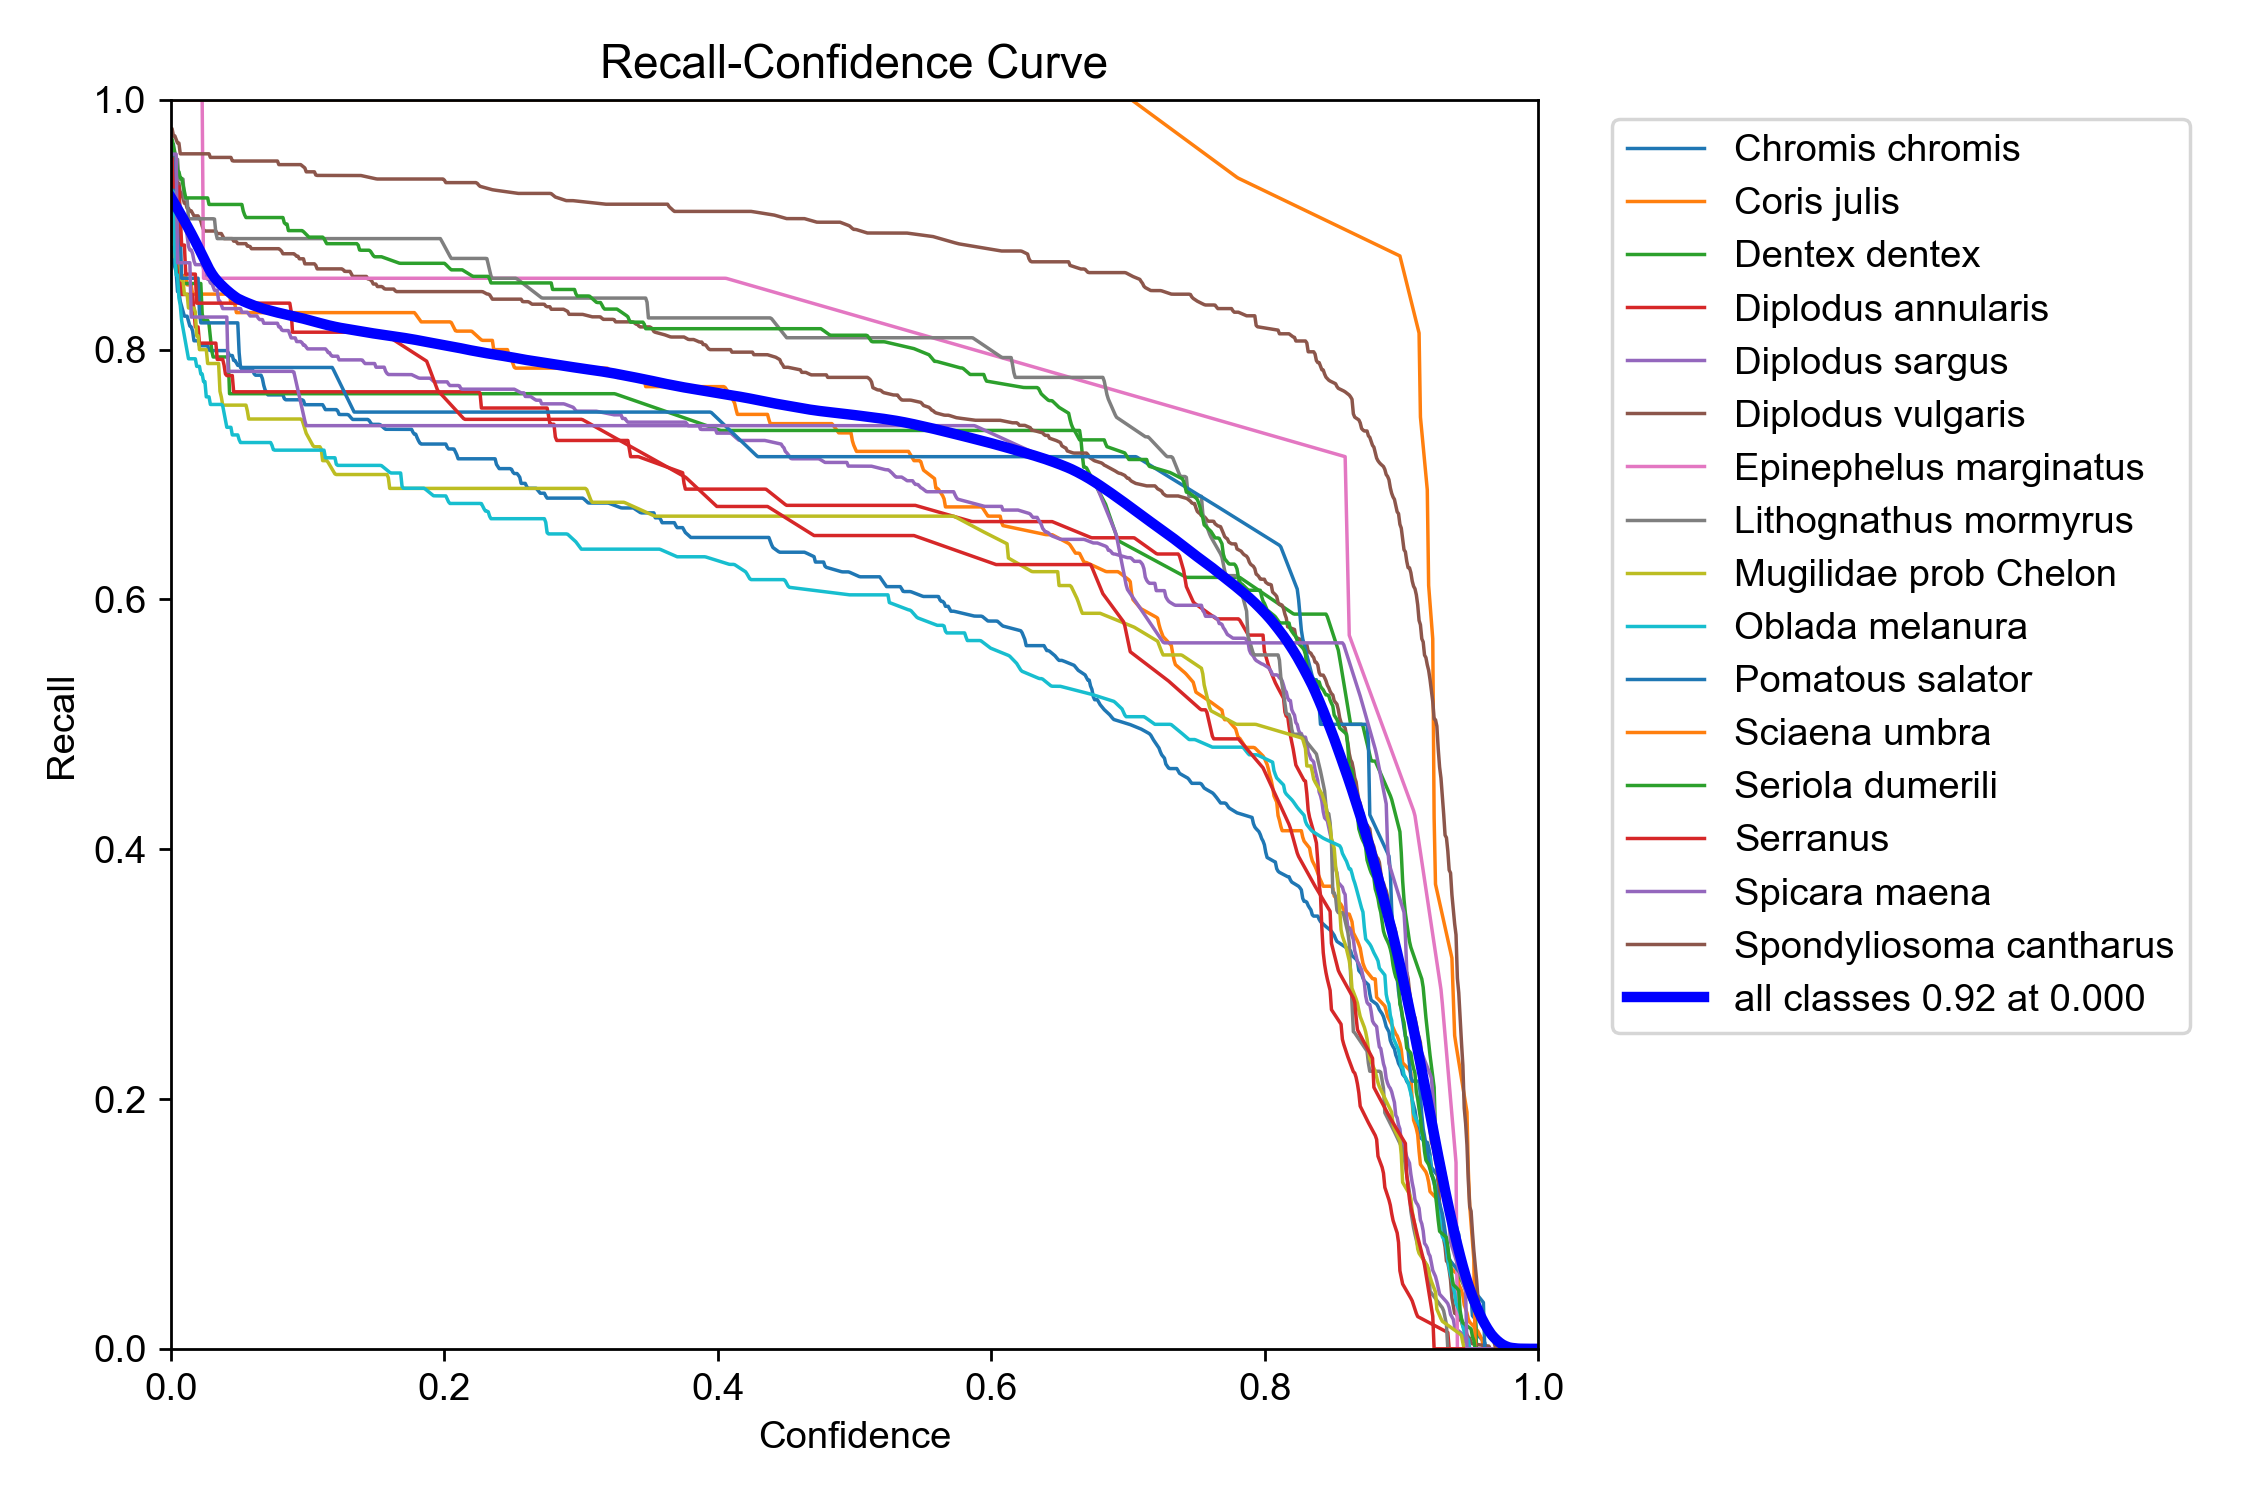 Recall-Confidence Curve
1.0
0.8
0.6
0.4
0.2
0.0
Recall
0.0 0.2 0.4 0.6 0.8 1.0
Confidence
Chromis chromis
Coris julis
Dentex dentex
Diplodus annularis
Diplodus sargus
Diplodus vulgaris
Epinephelus marginatus
Lithognathus mormyrus
Mugilidae prob Chelon
Oblada melanura
Pomatous salator
Sciaena umbra
Seriola dumerili
Serranus
Spicara maena
Spondyliosoma cantharus
all classes 0.92 at 0.000